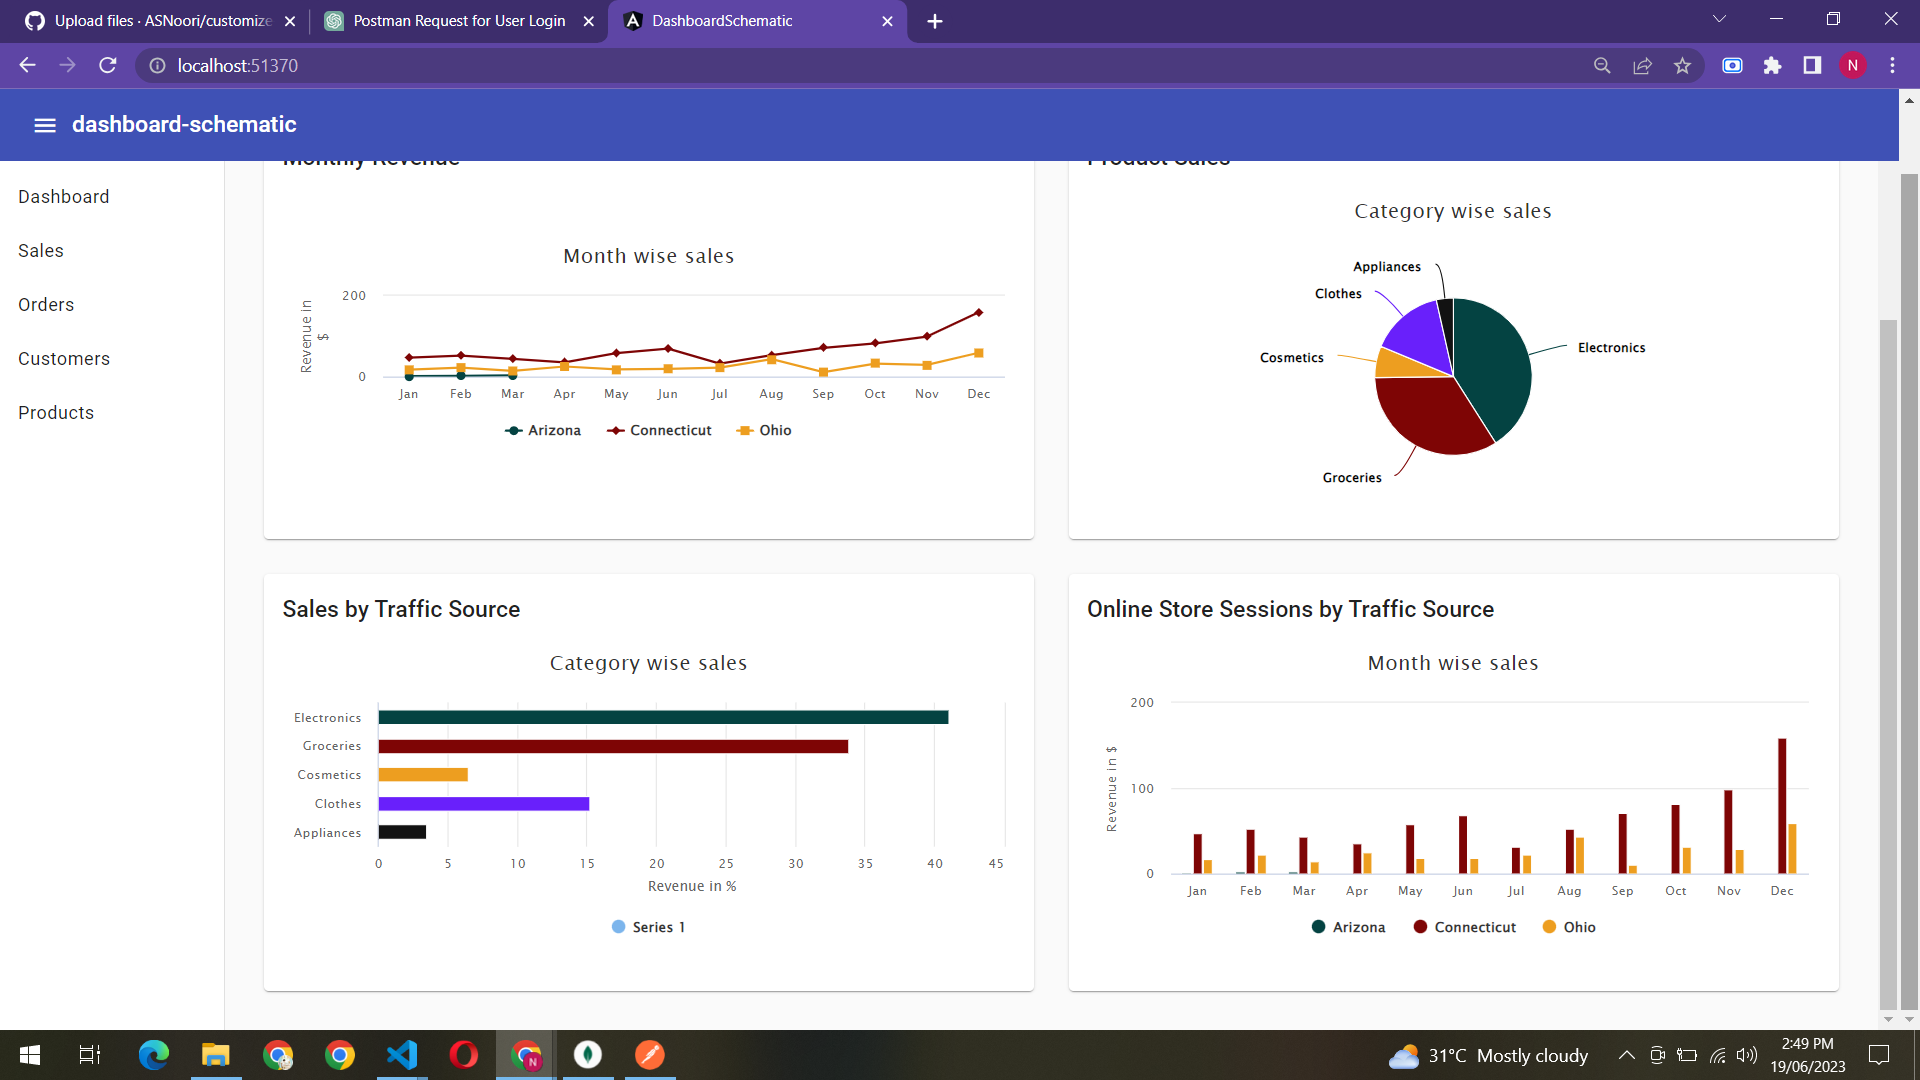 Upload files · ASNoori/customize
Postman Request for User Login
DashboardSchematic
localhost:51370
N
dashboard-schematic
Dashboard
Sales
Orders
Customers
Products
Monthly Revenue
Month wise sales
Revenue in
$
200
0
Jan Feb Mar Apr May Jun Jul Aug Sep Oct Nov Dec
Arizona Connecticut Ohio
Product Sales
Category wise sales
Appliances
Clothes
Cosmetics
Electronics
Groceries
Sales by Traffic Source
Category wise sales
Electronics
Groceries
Cosmetics
Clothes
Appliances
0 5 10 15 20 25 30 35 40 45
Revenue in %
Series 1
Online Store Sessions by Traffic Source
Month wise sales
Revenue in $
200
100
0
Jan Feb Mar Apr May Jun Jul Aug Sep Oct Nov Dec
Arizona Connecticut Ohio
N
31°C Mostly cloudy
2:49 PM
19/06/2023